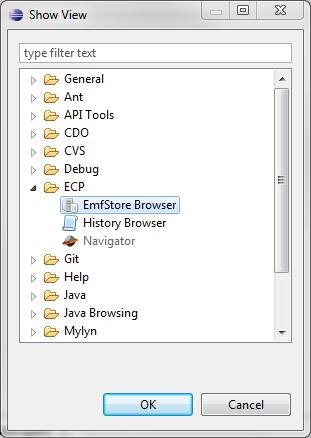 Show View
type filter text
General
Ant
API Tools
CDO
CVS
Debug
ECP
EmfStore Browser
History Browser
Navigator
Git
Help
Java
Java Browsing
Mylyn
OK
Cancel